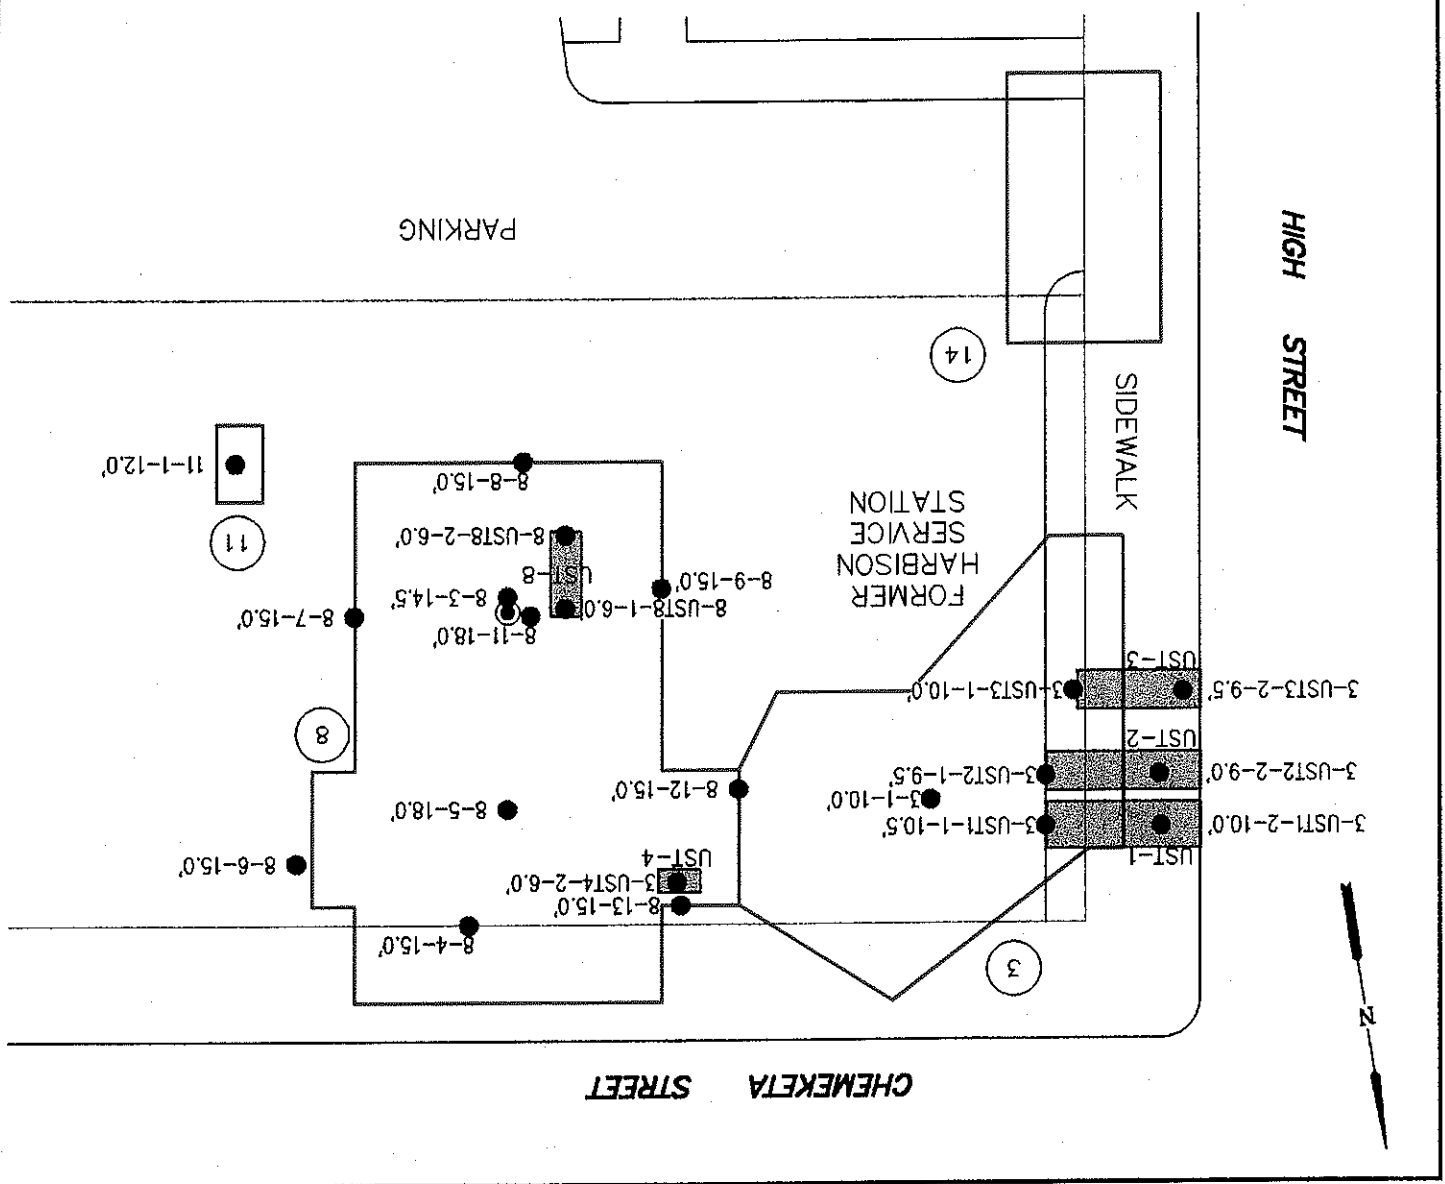 CHEMEKETA STREET
N
3
8-4-15.0'
8-13-15.0'
3-UST4-2-6.0'
UST-4
8-6-15.0'
UST-1
3-UST1-2-10.0'
3-UST1-1-10.5'
3-1-10.0'
8-5-18.0'
8-12-15.0'
3-UST2-2-9.0'
3-UST2-1-9.5'
UST-2
8
3-UST3-2-9.5'
3-UST3-1-10.0'
UST-3
8-11-18.0'
8-7-15.0'
8-UST8-1-6.0'
8-3-14.5'
8-9-15.0'
UST-8
FORMER
HARBISON
SERVICE
STATION
8-UST8-2-6.0'
11
8-8-15.0'
11-1-12.0'
SIDEWALK
14
HIGH STREET
PARKING